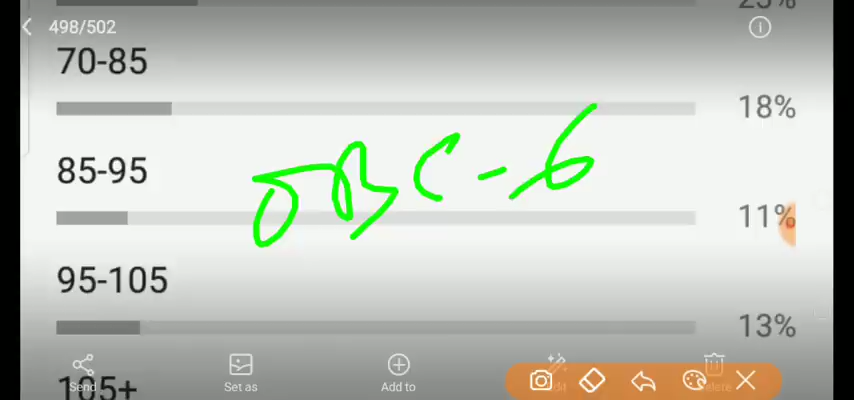 25%
498/502
70-85
18%
OBC - 6
85-95
11%
95-105
13%
Send
Set as
Add to
105+